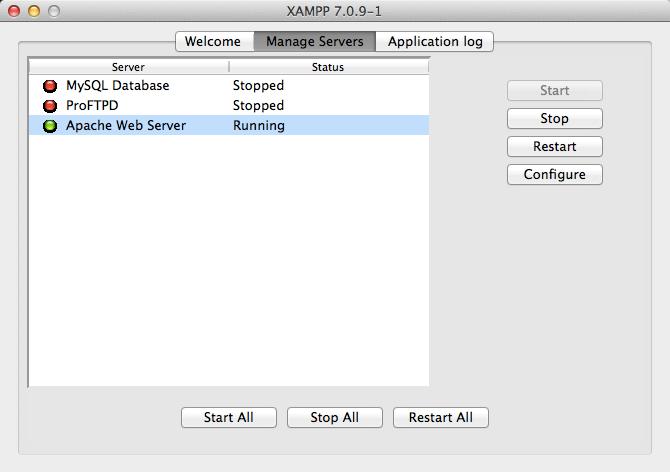 XAMPP 7.0.9-1
Welcome Manage Servers Application log
Server Status
MySQL Database Stopped
ProFTPD Stopped
Apache Web Server Running
Start
Stop
Restart
Configure
Start All Stop All Restart All